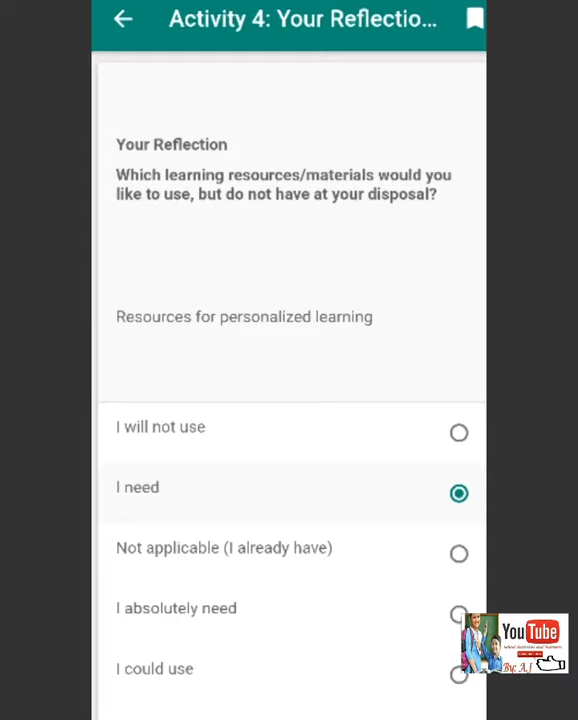 Activity 4: Your Reflectio...
Your Reflection
Which learning resources/materials would you
like to use, but do not have at your disposal?
Resources for personalized learning
I will not use
I need
Not applicable (I already have)
I absolutely need
I could use
YouTube
By: A.J